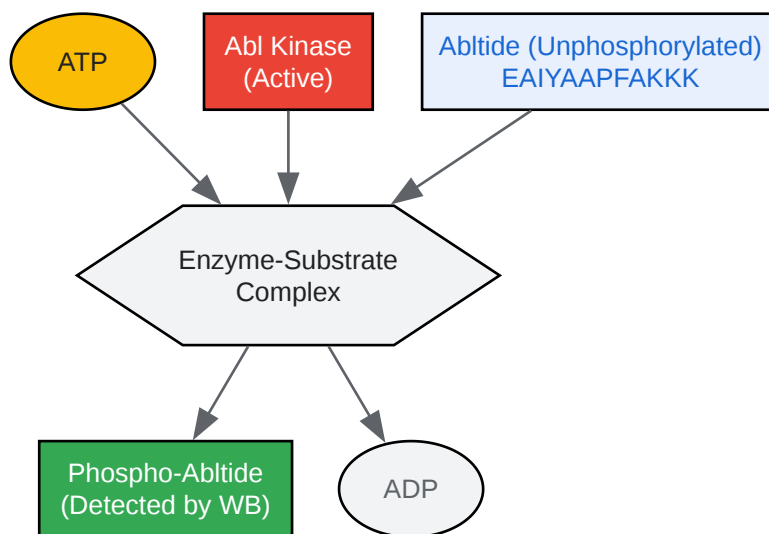 ATP
Abl Kinase
(Active)
Abltide (Unphosphorylated)
EAIYAAPFAKKK
Enzyme-Substrate
Complex
Phospho-Abltide
(Detected by WB)
ADP